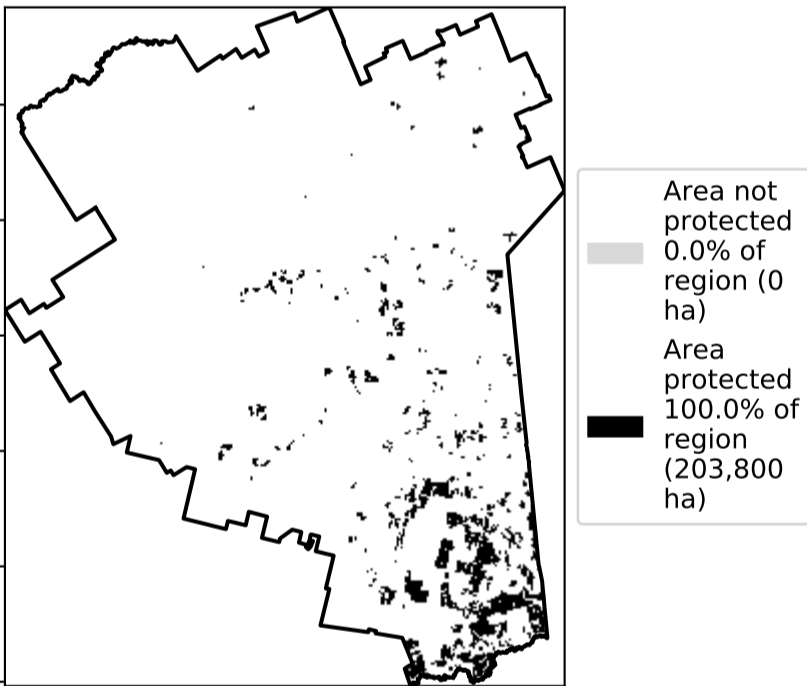 Area not
protected
0.0% of
region (0
ha)
Area
protected
100.0% of
region
(203,800
ha)